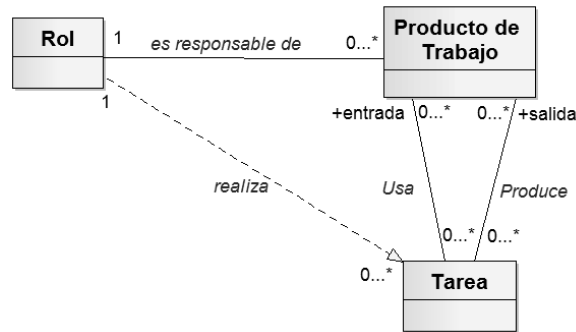 Rol
1
es responsable de
0...*
Producto de
Trabajo
1
+entrada
0...*
0...*
+salida
realiza
Usa
Produce
0...*
0...*
0...*
Tarea